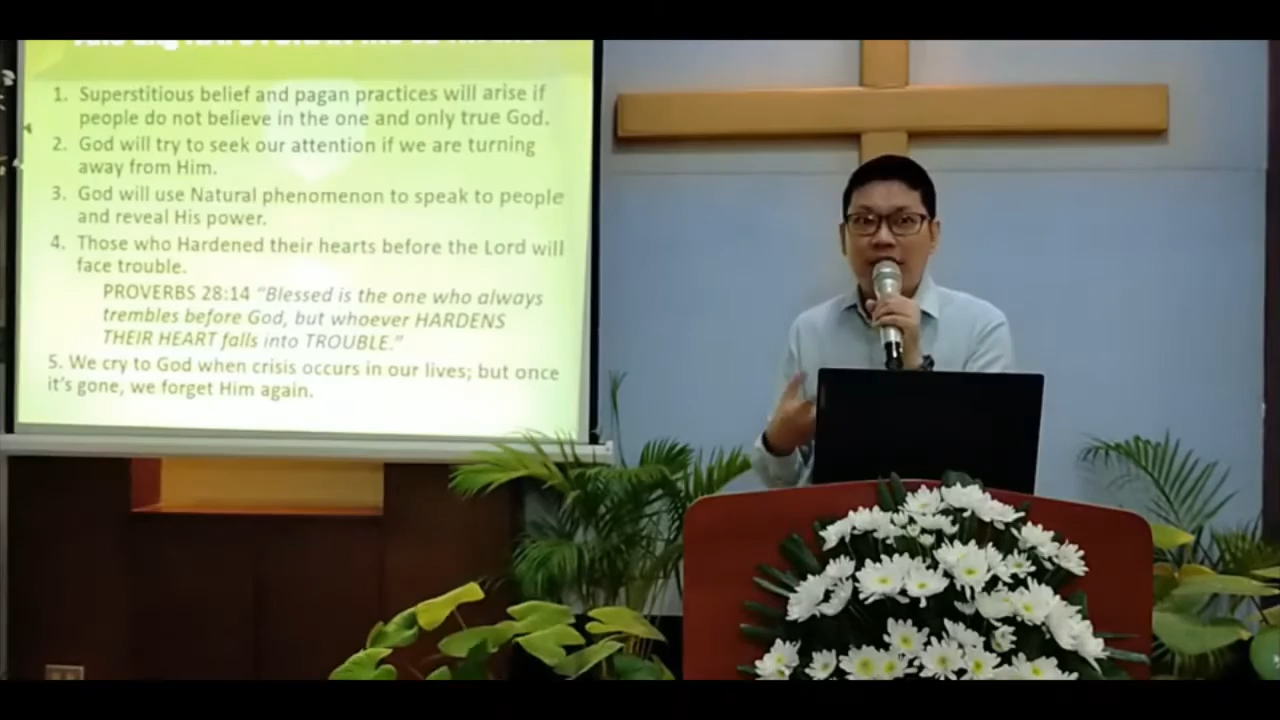 1. Superstitious belief and pagan practices will arise if
people do not believe in the one and only true God.
2. God will try to seek our attention if we are turning
away from Him.
3. God will use Natural phenomenon to speak to people
and reveal His power.
4. Those who Hardened their hearts before the Lord will
face trouble.
PROVERBS 28:14 “Blessed is the one who always
trembles before God, but whoever HARDENS
THEIR HEART falls into TROUBLE.”
5. We cry to God when crisis occurs in our lives; but once
it's gone, we forget Him again.